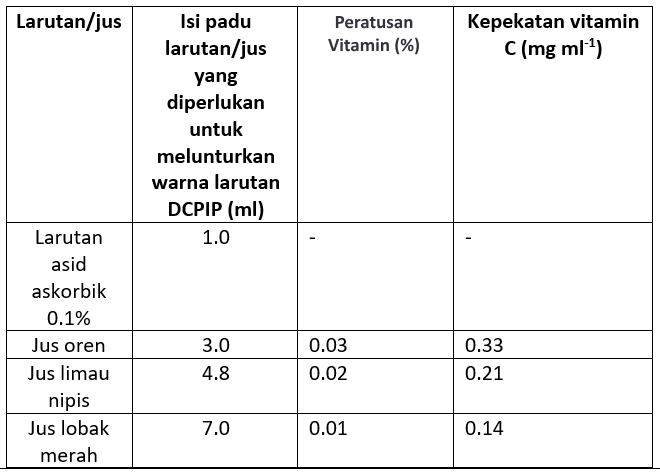 Larutan/jus
Isi padu
larutan/jus
yang
diperlukan
untuk
melunturkan
warna larutan
DCPIP (ml)
Peratusan
Vitamin (%)
Kepekatan vitamin
C (mg ml-1)
Larutan
asid
askorbik
0.1%
1.0
-
-
Jus oren
3.0
0.03
0.33
Jus limau
nipis
4.8
0.02
0.21
Jus lobak
merah
7.0
0.01
0.14